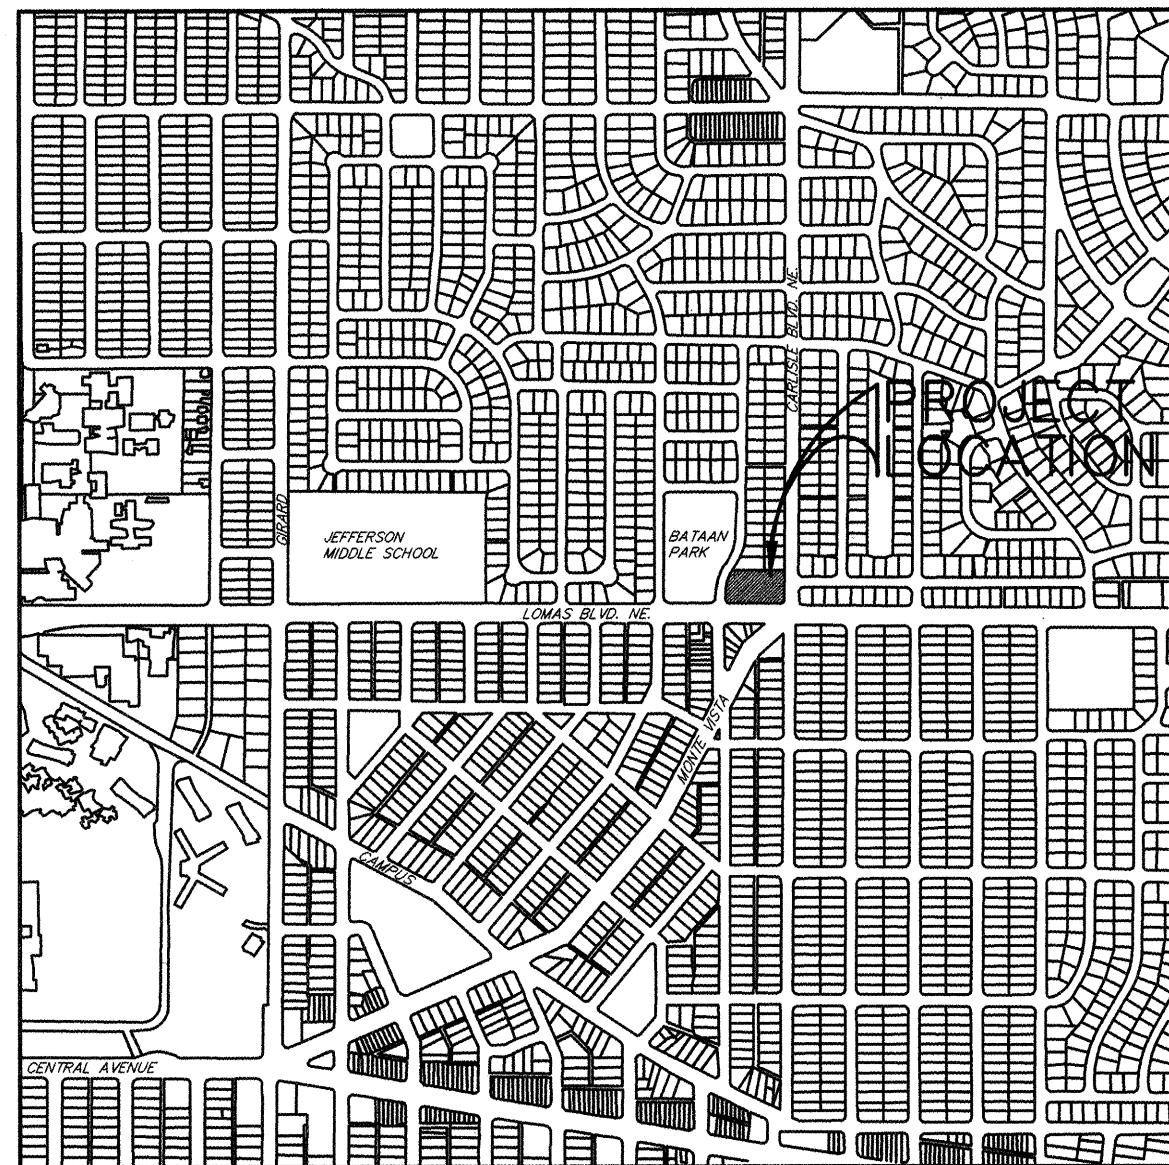 CARLISLE BLVD. NE.
PROJECT
LOCATION
GIRARD
JEFFERSON
MIDDLE SCHOOL
BATAAN
PARK
LOMAS BLVD. NE.
MONTE VISTA
CAMPUS
CENTRAL AVENUE